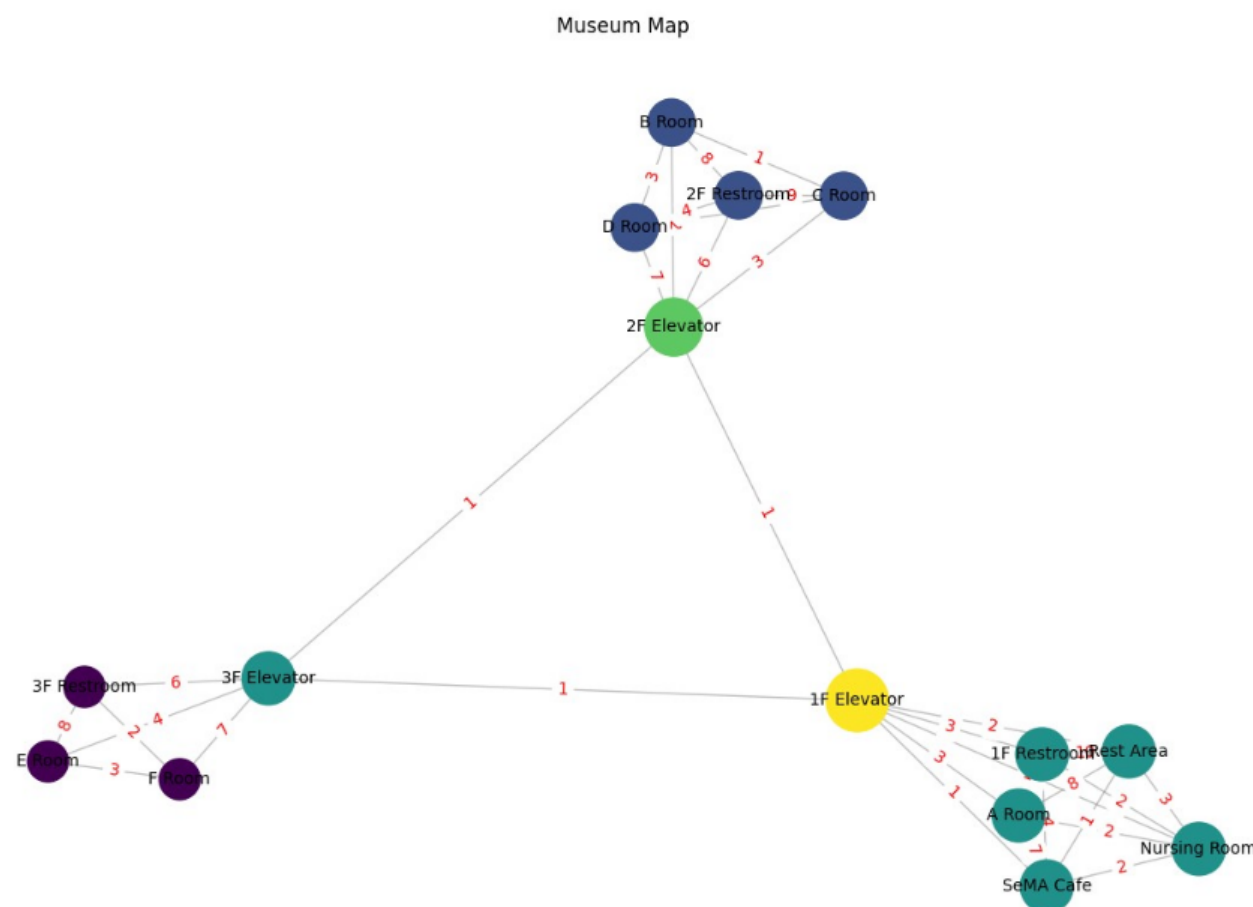 Museum Map
B Room
1
8
3
2F Restroom
9
C Room
4
D Room
7
6
3
2F Elevator
1
1
3F Elevator
6
3F Restroom
1
1F Elevator
4
2
8
7
3
2
E Room
3
F Room
1F Restroom
Rest Area
3
8
1
A Room
2
3
1
2
Nursing Room
2
SeMA Cafe